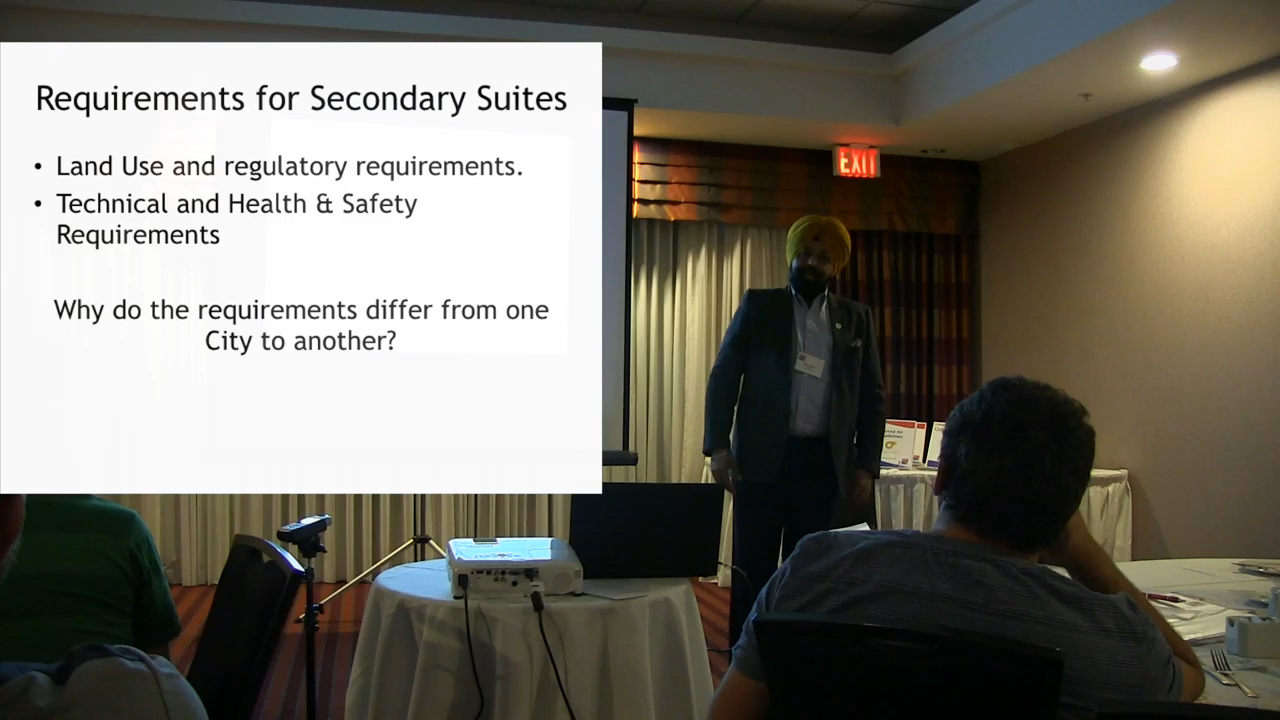 Requirements for Secondary Suites
• Land Use and regulatory requirements.
• Technical and Health & Safety
Requirements
Why do the requirements differ from one
City to another?
EXIT